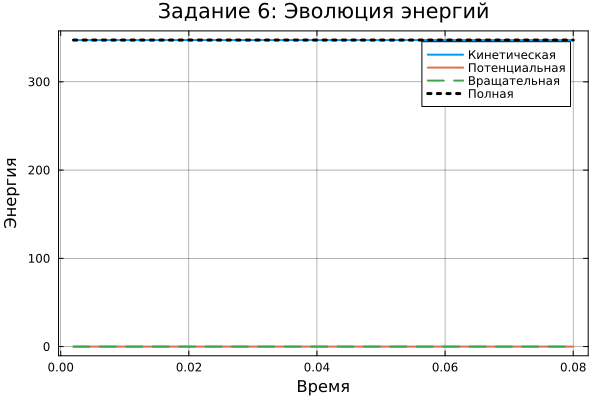 Задание 6: Эволюция энергий
Кинетическая
Потенциальная
Вращательная
Полная
Энергия
300
200
100
0
0.00
0.02
0.04
0.06
0.08
Время